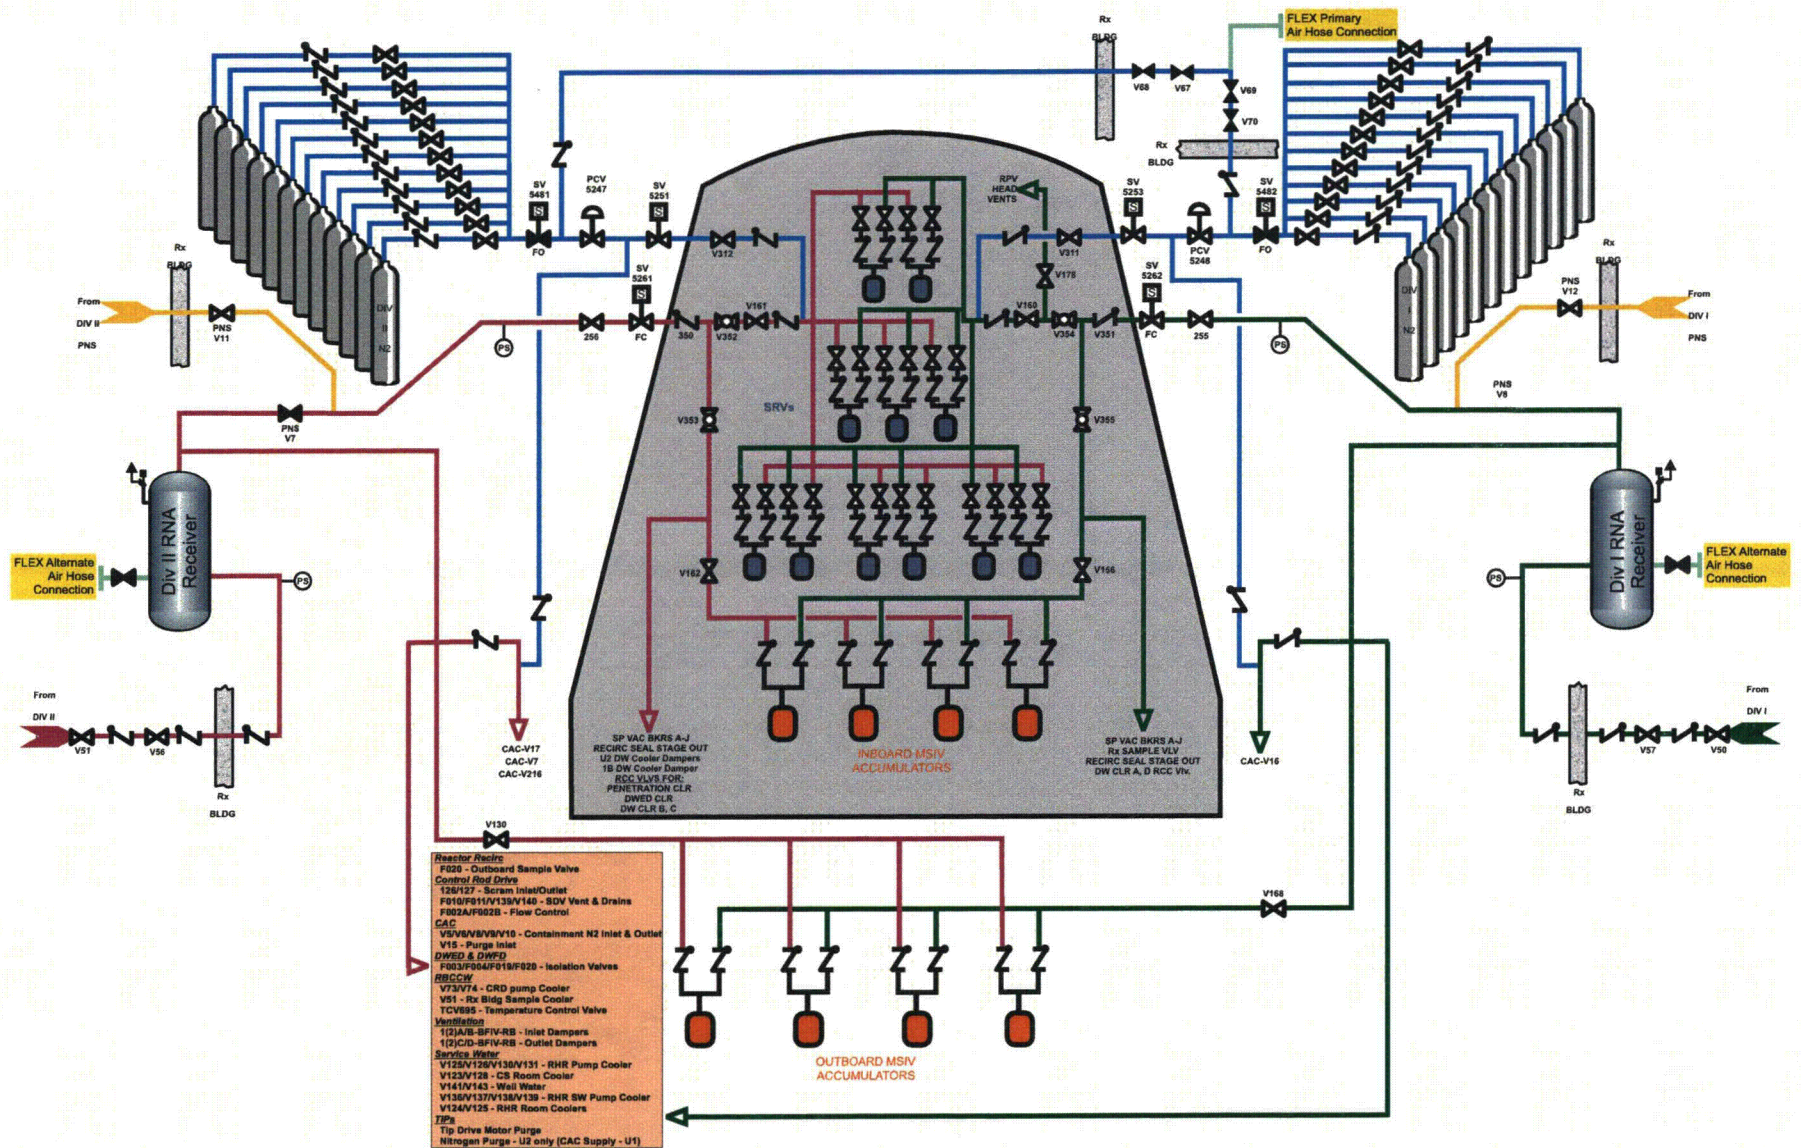 FLEX Primary
Air Hose Connection
Rx
BLDG
V68
V67
V69
V70
Rx
BLDG
SV
5481
FO
PCV
5247
SV
5251
V312
SV
5261
FC
256
350
V352
V161
RPV
HEAD
VENTS
V178
V311
SV
5253
PCV
5248
SV
5482
FO
SV
5262
FC
255
V160
V354
V351
Rx
BLDG
From
DIV II
PNS
PNS
V11
DIV
II
N2
PS
PNS
V7
Rx
BLDG
PNS
V12
From
DIV I
PNS
DIV
I
N2
PS
PNS
V8
SRVs
V353
V355
V162
V156
FLEX Alternate
Air Hose
Connection
Div II RNA
Receiver
PS
From
DIV II
V51
V56
Rx
BLDG
CAC-V17
CAC-V7
CAC-V216
SP VAC BKRS A-J
RECIRC SEAL STAGE OUT
U2 DW Cooler Dampers
1B DW Cooler Damper
RCC VLVS FOR:
PENETRATION CLR
DWED CLR
DW CLR B, C
INBOARD MSIV
ACCUMULATORS
SP VAC BKRS A-J
Rx SAMPLE VLV
RECIRC SEAL STAGE OUT
DW CLR A, D RCC Vlv.
CAC-V16
Div I RNA
Receiver
PS
FLEX Alternate
Air Hose
Connection
From
DIV I
V57
V50
Rx
BLDG
V130
V168
Reactor Recirc
F020 - Outboard Sample Valve
Control Rod Drive
126/127 - Scram Inlet/Outlet
F010/F011/V139/V140 - SDV Vent & Drains
F002A/F002B - Flow Control
CAC
V5/V6/V8/V9/V10 - Containment N2 Inlet & Outlet
V15 - Purge Inlet
DWED & DWFD
F003/F004/F019/F020 - Isolation Valves
RBCCW
V73/V74 - CRD pump Cooler
V51 - Rx Bldg Sample Cooler
TCV695 - Temperature Control Valve
Ventilation
1(2)A/B-BFIV-RB - Inlet Dampers
1(2)C/D-BFIV-RB - Outlet Dampers
Service Water
V125/V126/V130/V131 - RHR Pump Cooler
V123/V128 - CS Room Cooler
V141/V143 - Well Water
V136/V137/V138/V139 - RHR SW Pump Cooler
V124/V125 - RHR Room Coolers
TIPs
Tip Drive Motor Purge
Nitrogen Purge - U2 only (CAC Supply - U1)
OUTBOARD MSIV
ACCUMULATORS